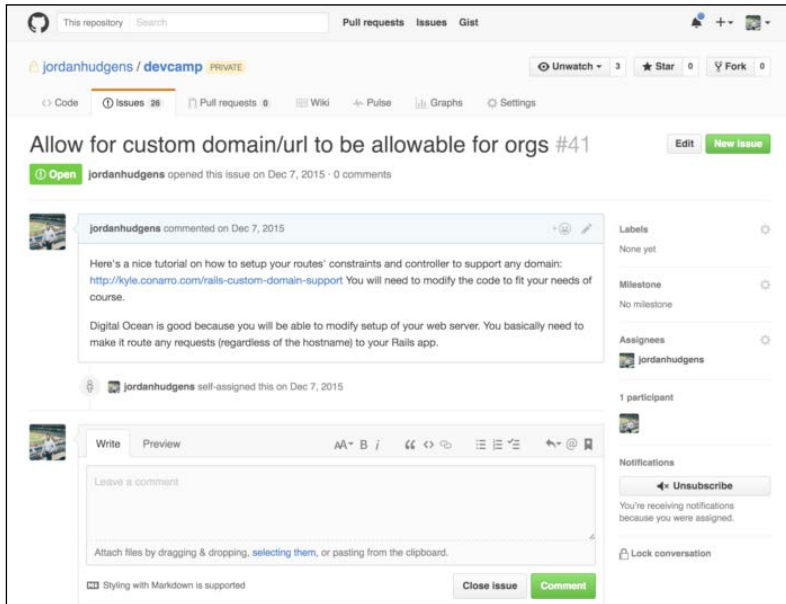 This repository Search Pull requests Issues Gist
jordanhudgens / devcamp PRIVATE Unwatch 3 Star 0 Fork 0
Code Issues 26 Pull requests 0 Wiki Pulse Graphs Settings
Allow for custom domain/url to be allowable for orgs #41 Edit New Issue
Open jordanhudgens opened this issue on Dec 7, 2015 · 0 comments
jordanhudgens commented on Dec 7, 2015
Here's a nice tutorial on how to setup your routes' constraints and controller to support any domain:
http://kyle.conarro.com/rails-custom-domain-support You will need to modify the code to fit your needs of
course.
Digital Ocean is good because you will be able to modify setup of your web server. You basically need to
make it route any requests (regardless of the hostname) to your Rails app.
jordanhudgens self-assigned this on Dec 7, 2015
Write Preview AA B i
Leave a comment
Attach files by dragging & dropping, selecting them, or pasting from the clipboard.
Styling with Markdown is supported Close issue Comment
Labels
None yet
Milestone
No milestone
Assignees
jordanhudgens
1 participant
Notifications
Unsubscribe
You're receiving notifications
because you were assigned.
Lock conversation